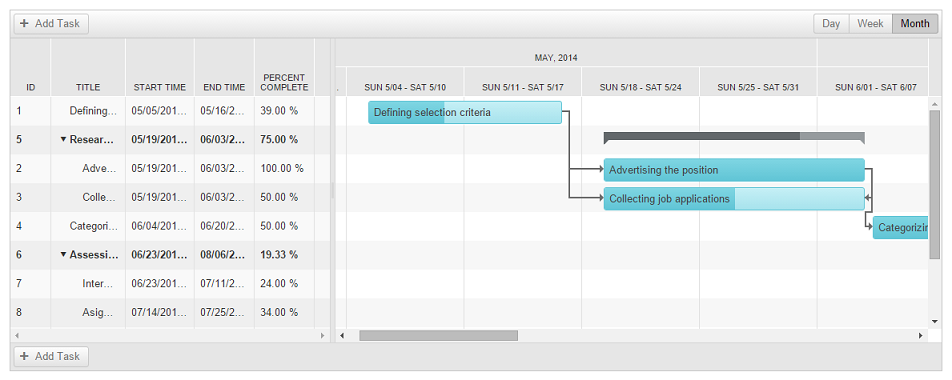 + Add Task
Day Week Month
MAY, 2014
ID TITLE START TIME END TIME PERCENT COMPLETE
. SUN 5/04 - SAT 5/10 SUN 5/11 - SAT 5/17 SUN 5/18 - SAT 5/24 SUN 5/25 - SAT 5/31 SUN 6/01 - SAT 6/07
1 Defining... 05/05/201... 05/16/2... 39.00 % Defining selection criteria
5 Resear... 05/19/201... 06/03/2... 75.00 %
2 Adve... 05/19/201... 06/03/2... 100.00 % Advertising the position
3 Colle... 05/19/201... 06/03/2... 50.00 % Collecting job applications
4 Categori... 06/04/201... 06/20/2... 50.00 % Categorizin
6 Assessi... 06/23/201... 08/06/2... 19.33 %
7 Inter... 06/23/201... 07/11/2... 24.00 %
8 Asig... 07/14/201... 07/25/2... 34.00 %
+ Add Task